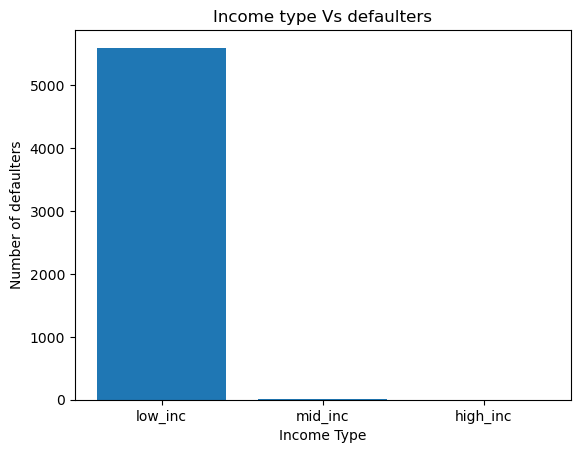 Income type Vs defaulters
Number of defaulters
5000
4000
3000
2000
1000
0
low_inc
mid_inc
high_inc
Income Type